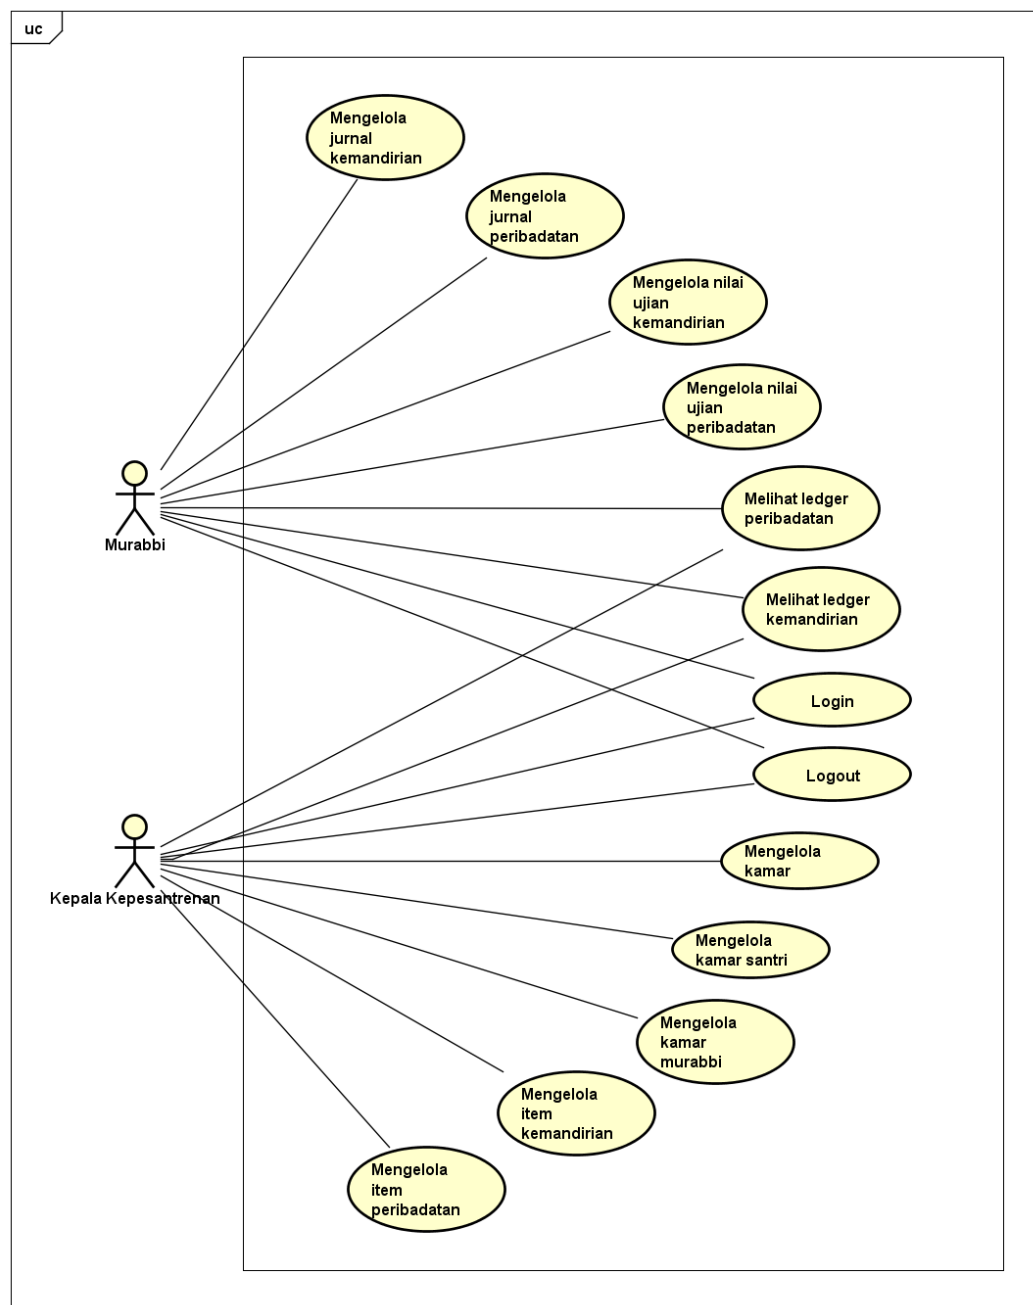 uc
Mengelola
jurnal
kemandirian
Mengelola
jurnal
peribadatan
Mengelola nilai
ujian
kemandirian
Mengelola nilai
ujian
peribadatan
Melihat ledger
peribadatan
Murabbi
Melihat ledger
kemandirian
Login
Logout
Mengelola
kamar
Kepala Kepesantrenan
Mengelola
kamar santri
Mengelola
kamar
murabbi
Mengelola
item
kemandirian
Mengelola
item
peribadatan